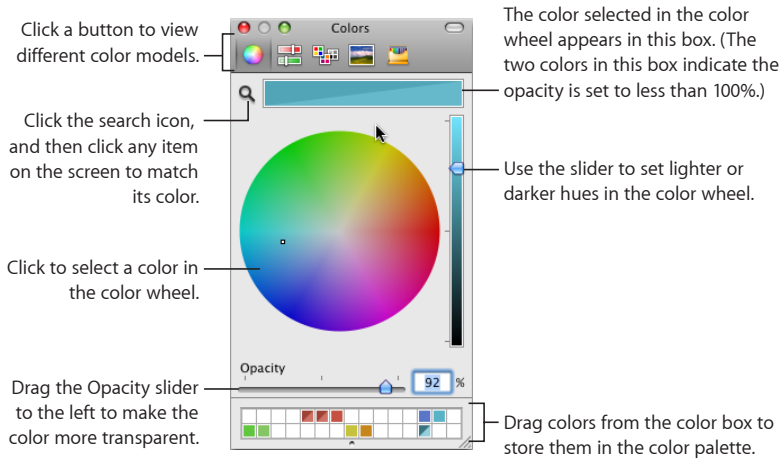 Click a button to view
different color models.
Click the search icon,
and then click any item
on the screen to match
its color.
Click to select a color in
the color wheel.
Drag the Opacity slider
to the left to make the
color more transparent.
Colors
Opacity
92 %
The color selected in the color
wheel appears in this box. (The
two colors in this box indicate the
opacity is set to less than 100%.)
Use the slider to set lighter or
darker hues in the color wheel.
Drag colors from the color box to
store them in the color palette.